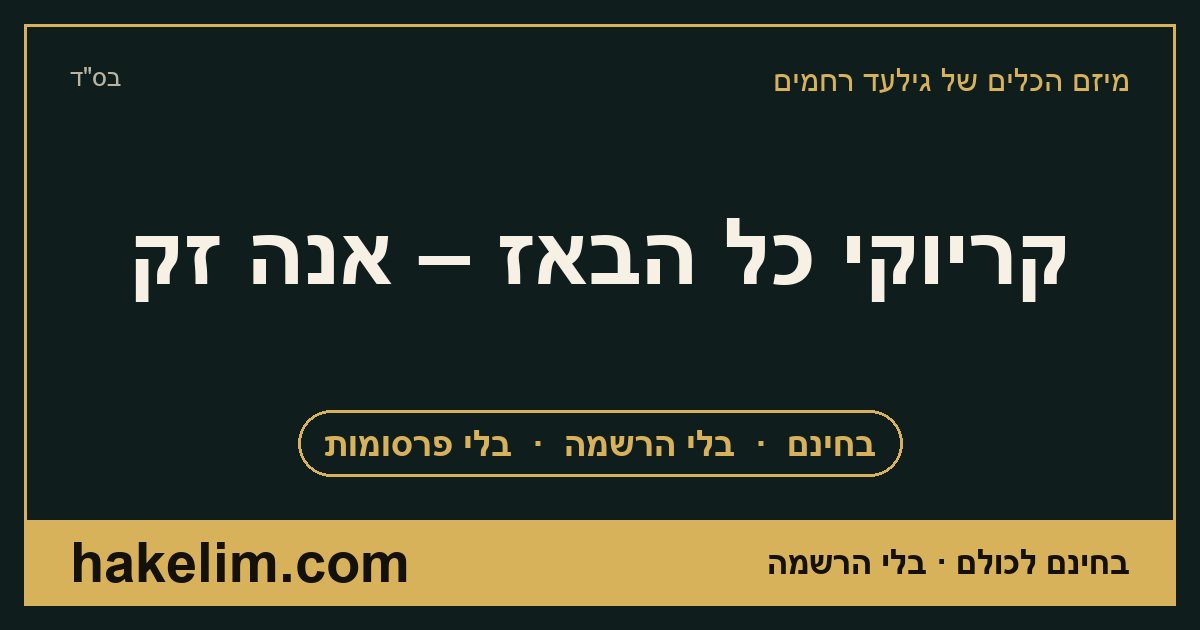 מיזם הכלים של גילעד רחמים
בס"ד
קריוקי כל הבאז – אנה זק
בחינם · בלי הרשמה · בלי פרסומות
בחינם לכולם · בלי הרשמה
hakelim.com